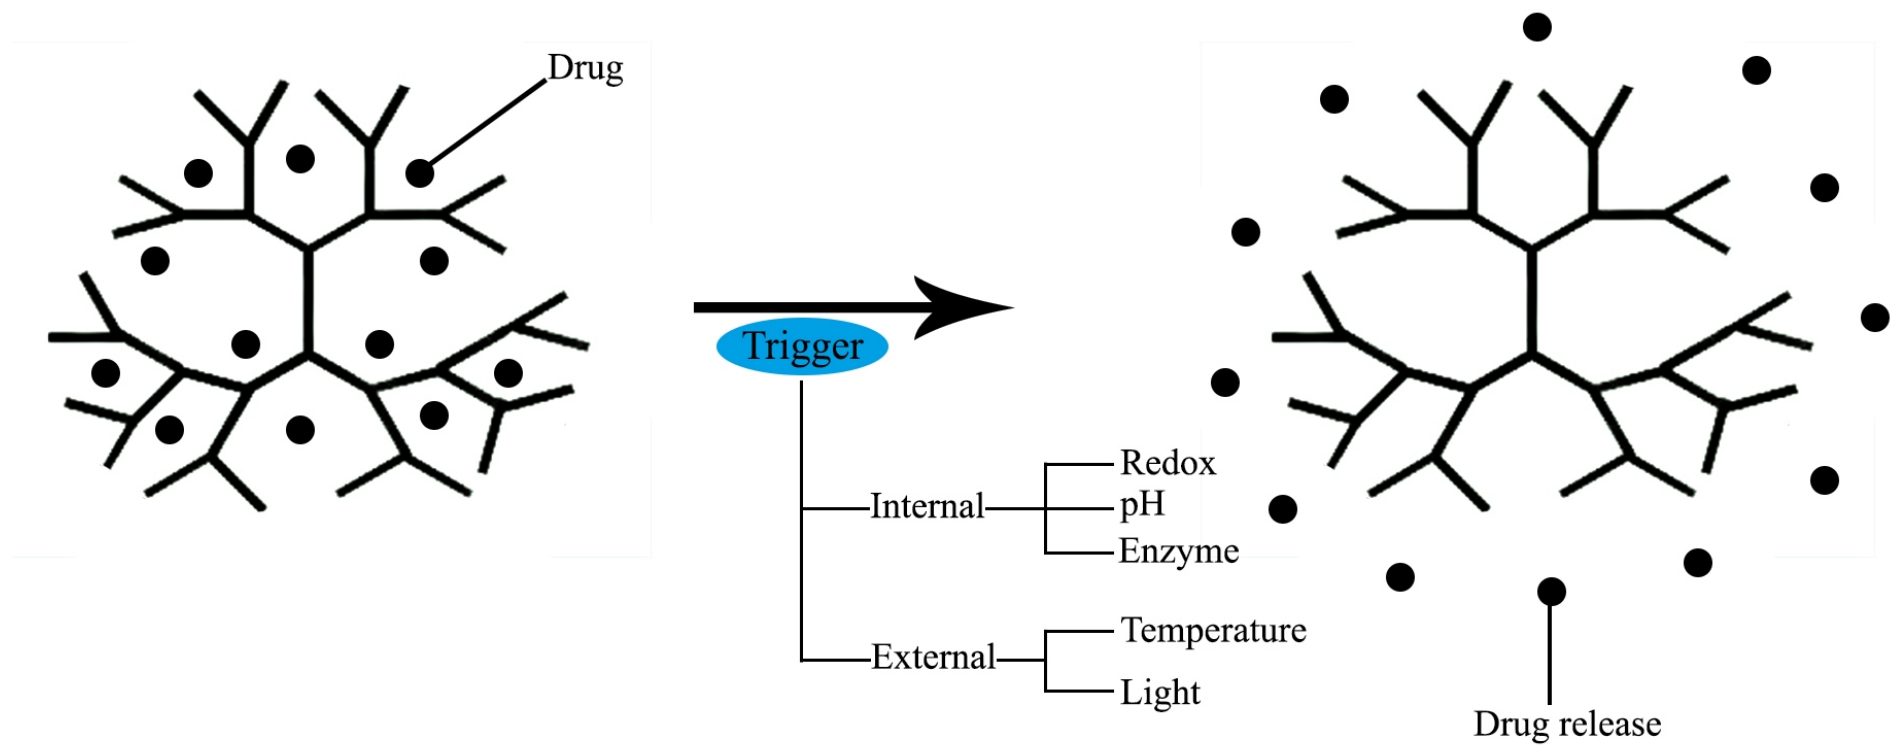 Drug
Trigger
Internal
Redox
pH
Enzyme
External
Temperature
Light
Drug release